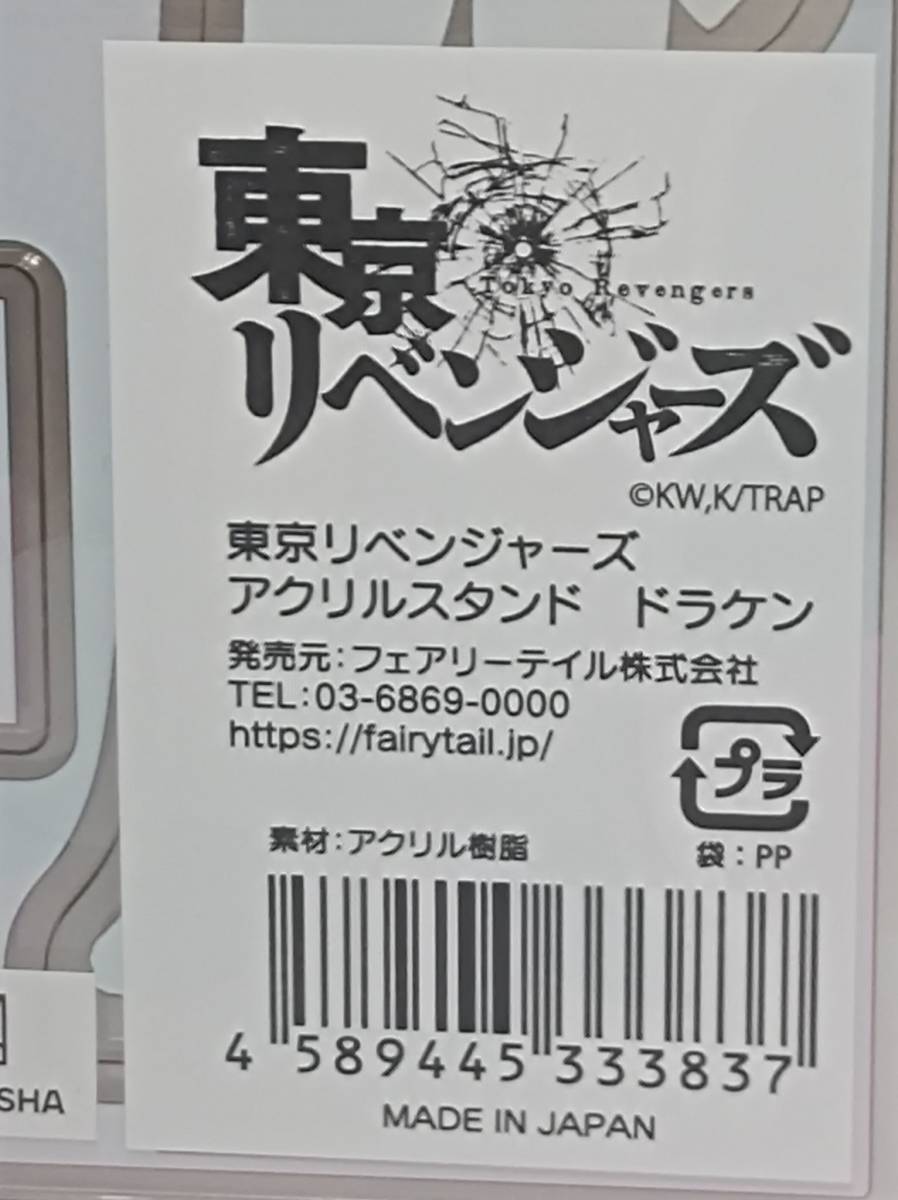 東京
Tokyo Revengers
リベンジャーズ
©KW,K/TRAP
東京リベンジャーズ
アクリルスタンド　ドラケン
発売元:フェアリーテイル株式会社
TEL:03-6869-0000
https://fairytail.jp/
プラ
素材:アクリル樹脂
袋:PP
4 589445 333837
MADE IN JAPAN
SHA